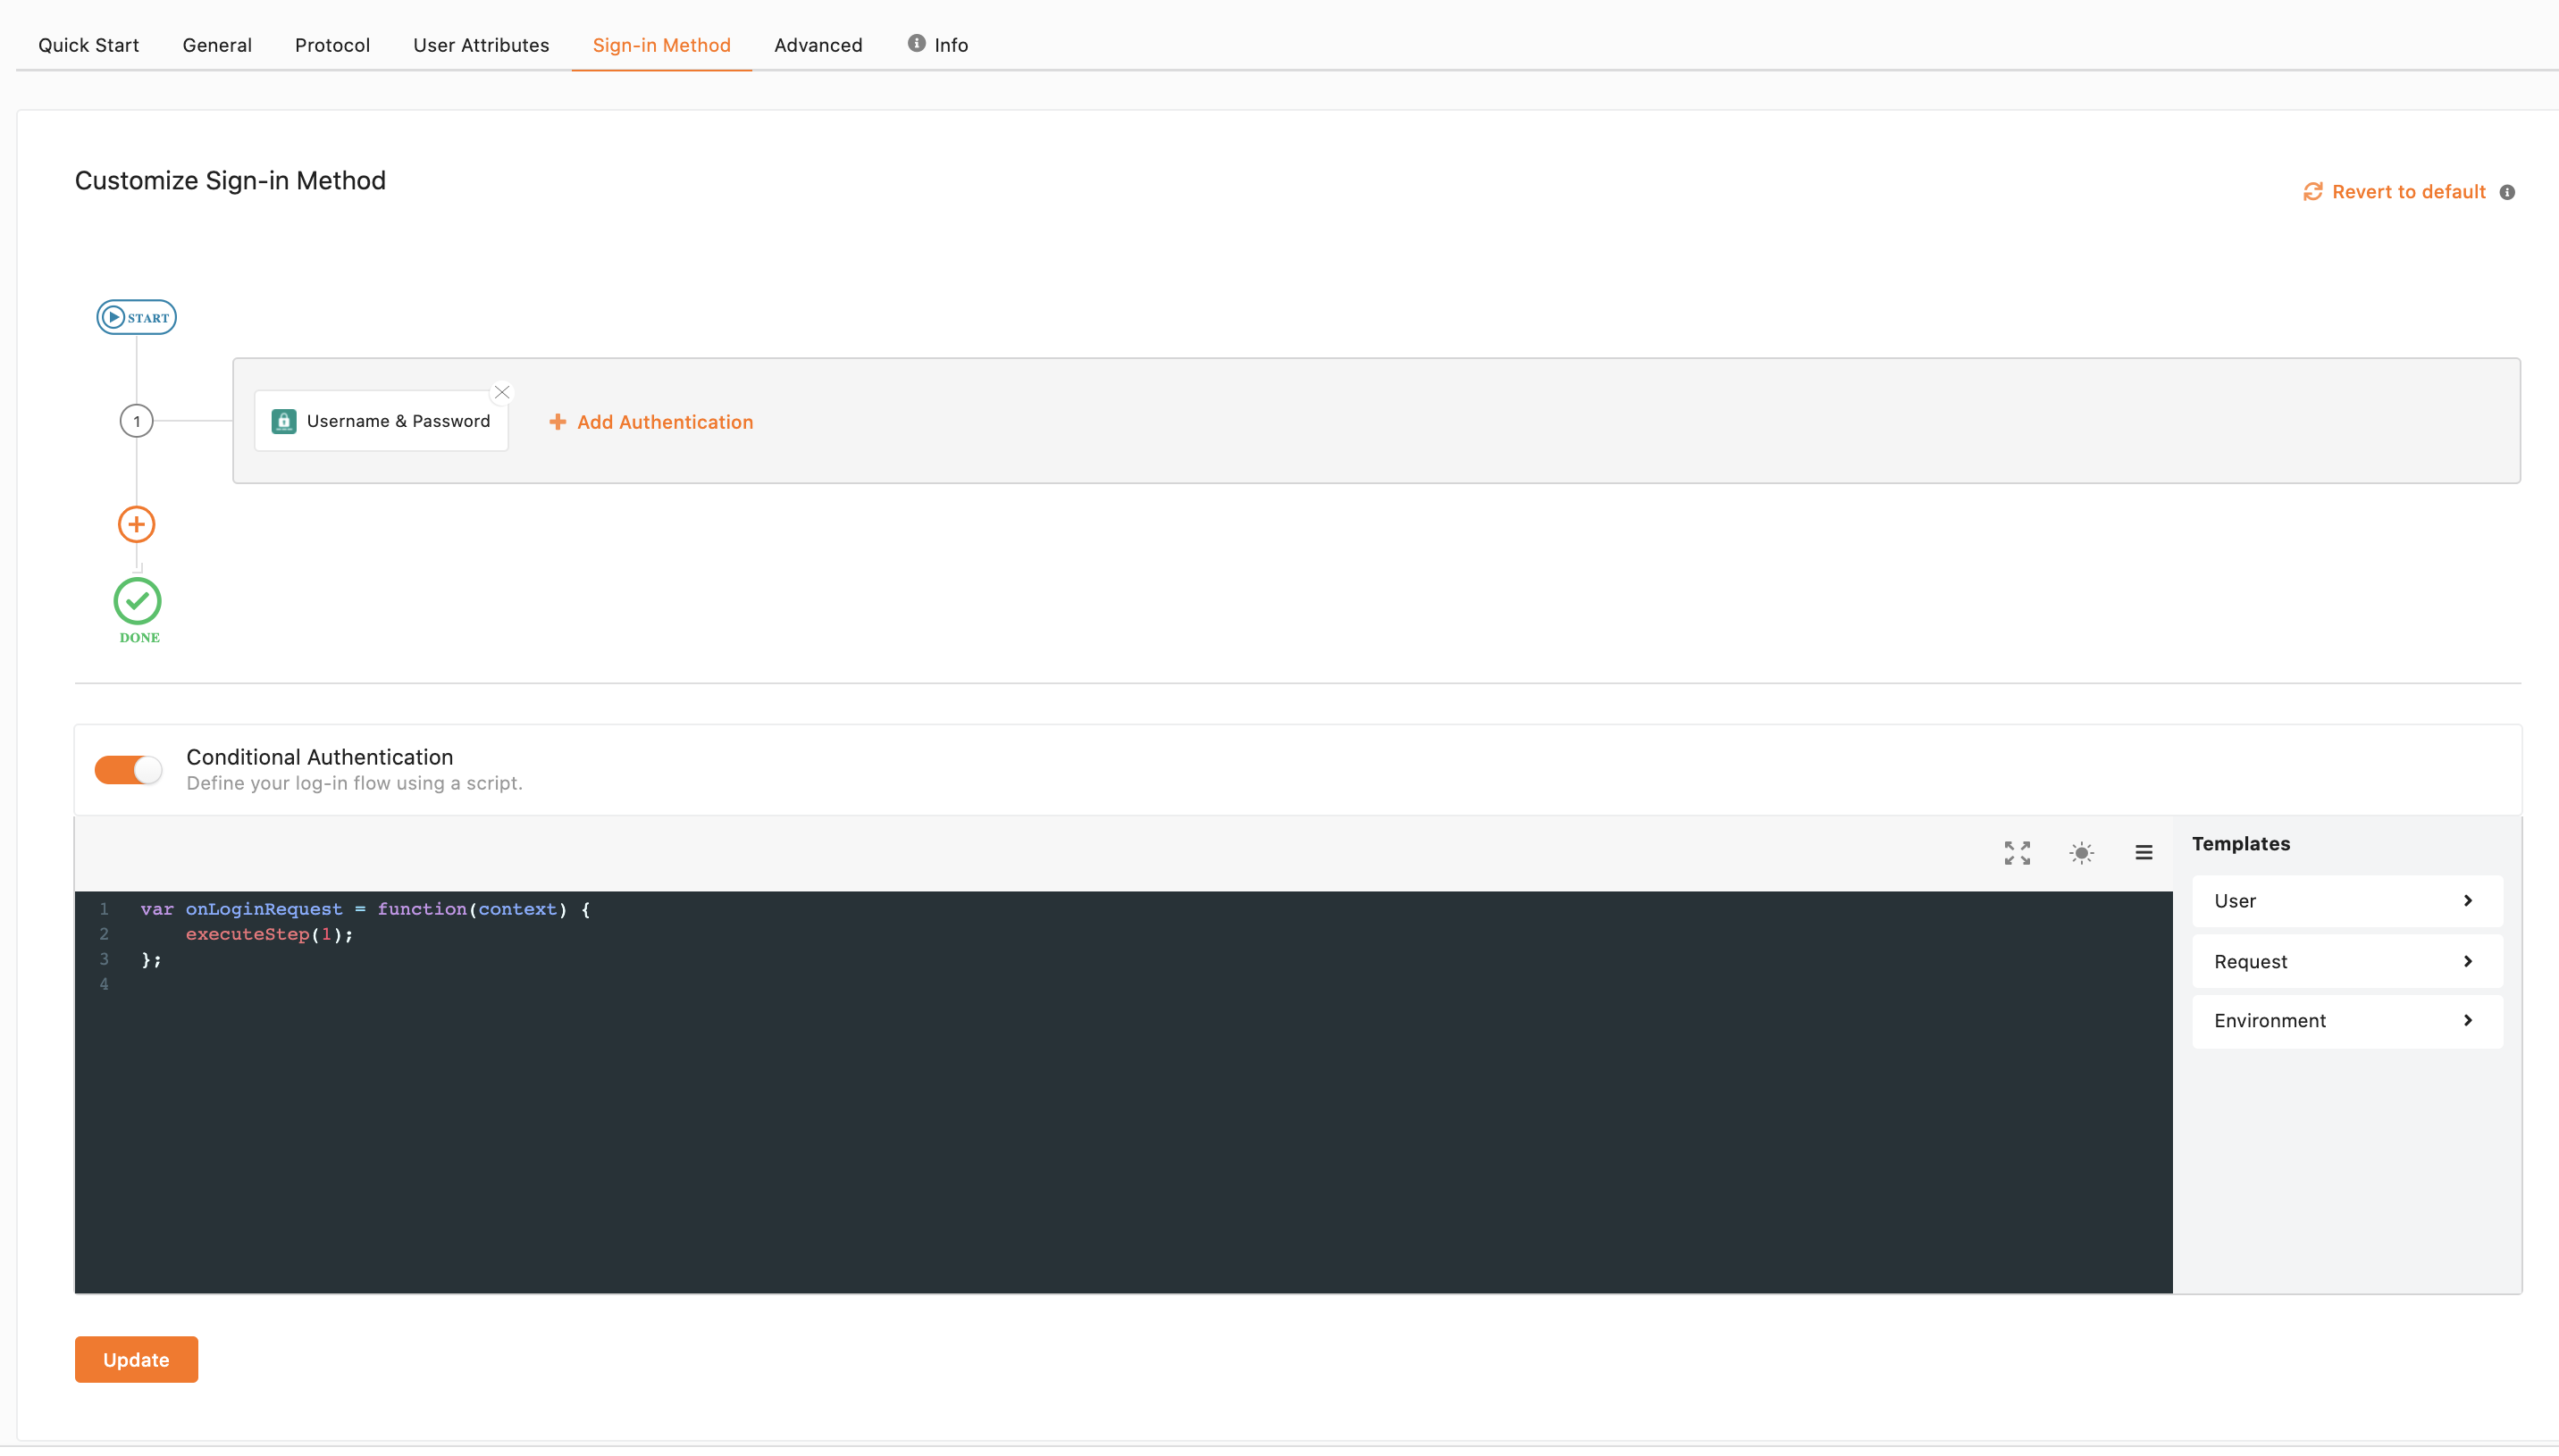 Quick Start General Protocol User Attributes Sign-in Method Advanced Info
Customize Sign-in Method
Revert to default
START
1
Username & Password
Add Authentication
DONE
Conditional Authentication
Define your log-in flow using a script.
Templates
1 var onLoginRequest = function(context) {
2 executeStep(1);
3 };
4
User
Request
Environment
Update